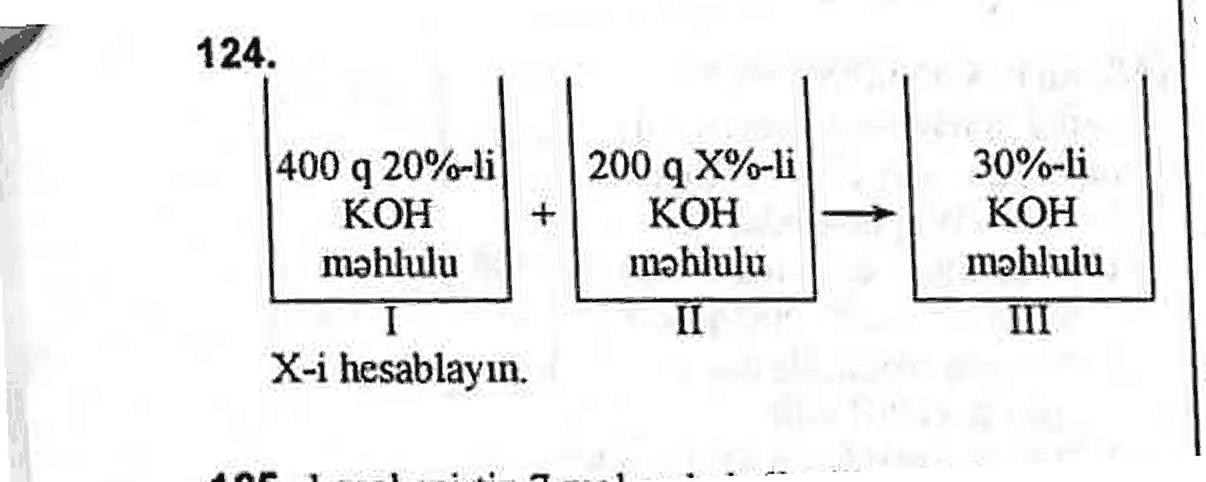 124.
400 q 20%-li
KOH
məhlulu
I
+
200 q X%-li
KOH
məhlulu
II
30%-li
KOH
məhlulu
III
X-i hesablayın.